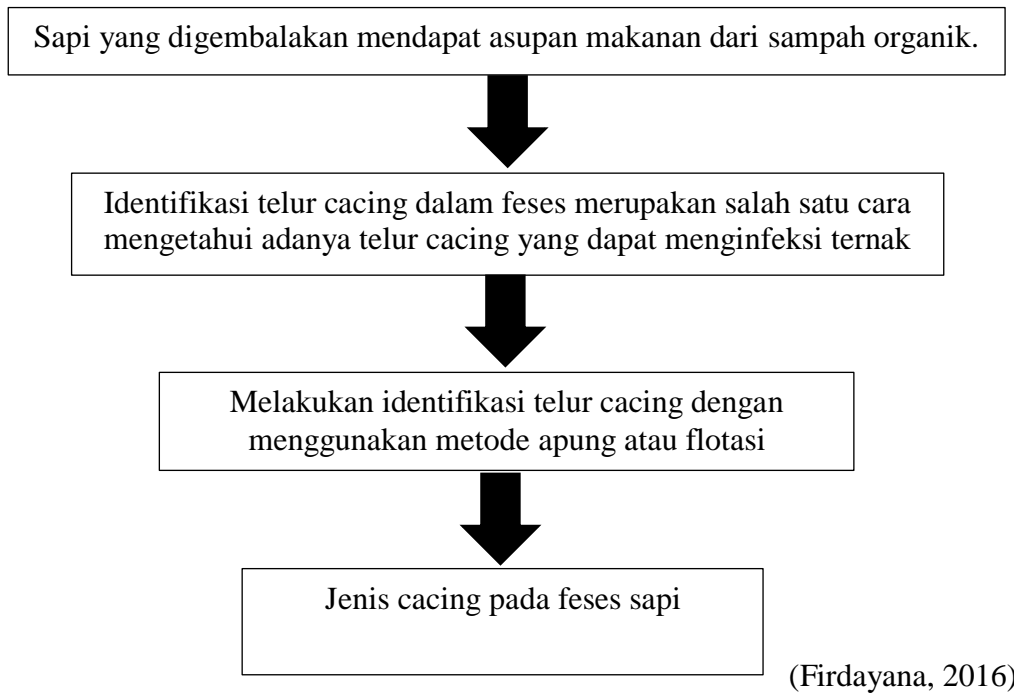 Sapi yang digembalakan mendapat asupan makanan dari sampah organik.
Identifikasi telur cacing dalam feses merupakan salah satu cara
mengetahui adanya telur cacing yang dapat menginfeksi ternak
Melakukan identifikasi telur cacing dengan
menggunakan metode apung atau flotasi
Jenis cacing pada feses sapi
(Firdayana, 2016)